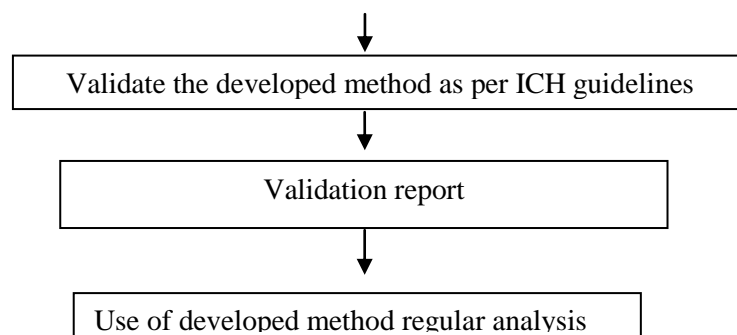 Validate the developed method as per ICH guidelines
Validation report
Use of developed method regular analysis